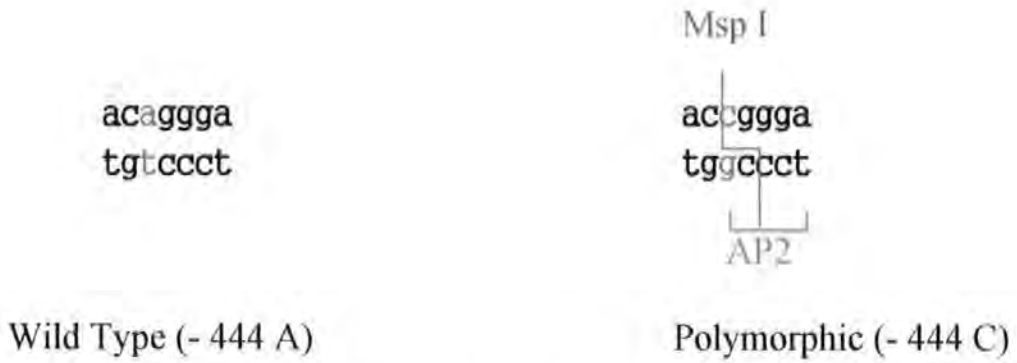 Msp I
acaggga
tgtccct
accggga
tggccct
AP2
Wild Type (- 444 A)
Polymorphic (- 444 C)